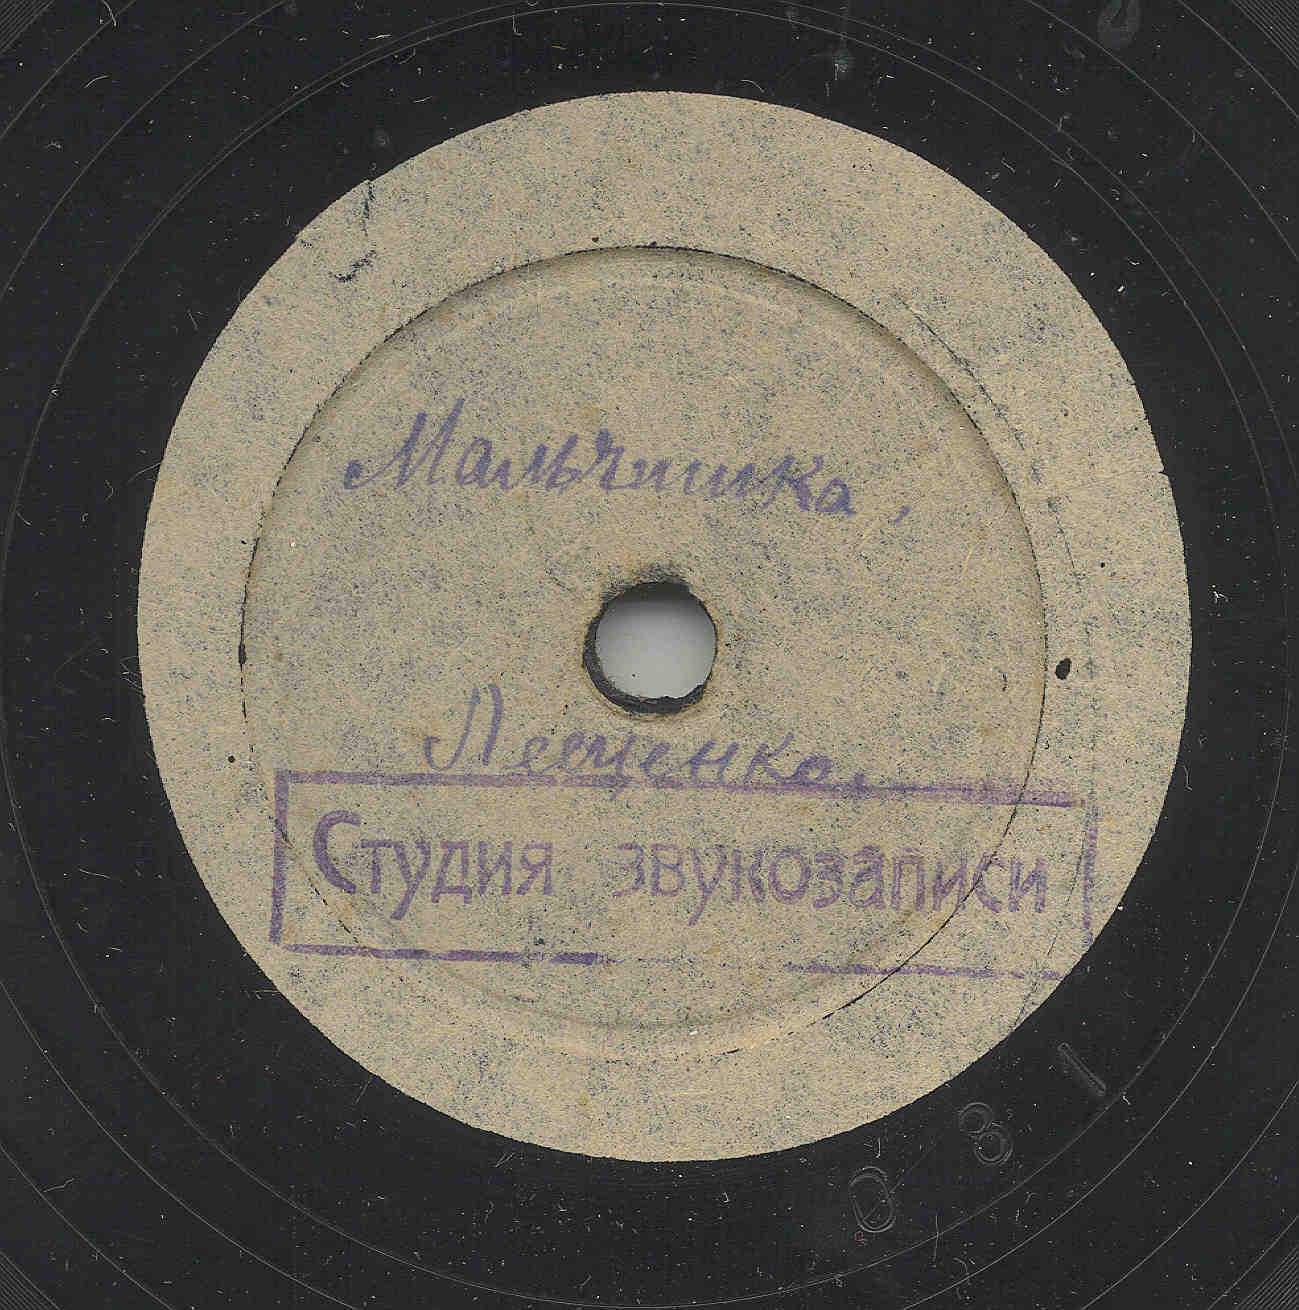 Мальчишка,
Лещенко.
Студия звукозаписи